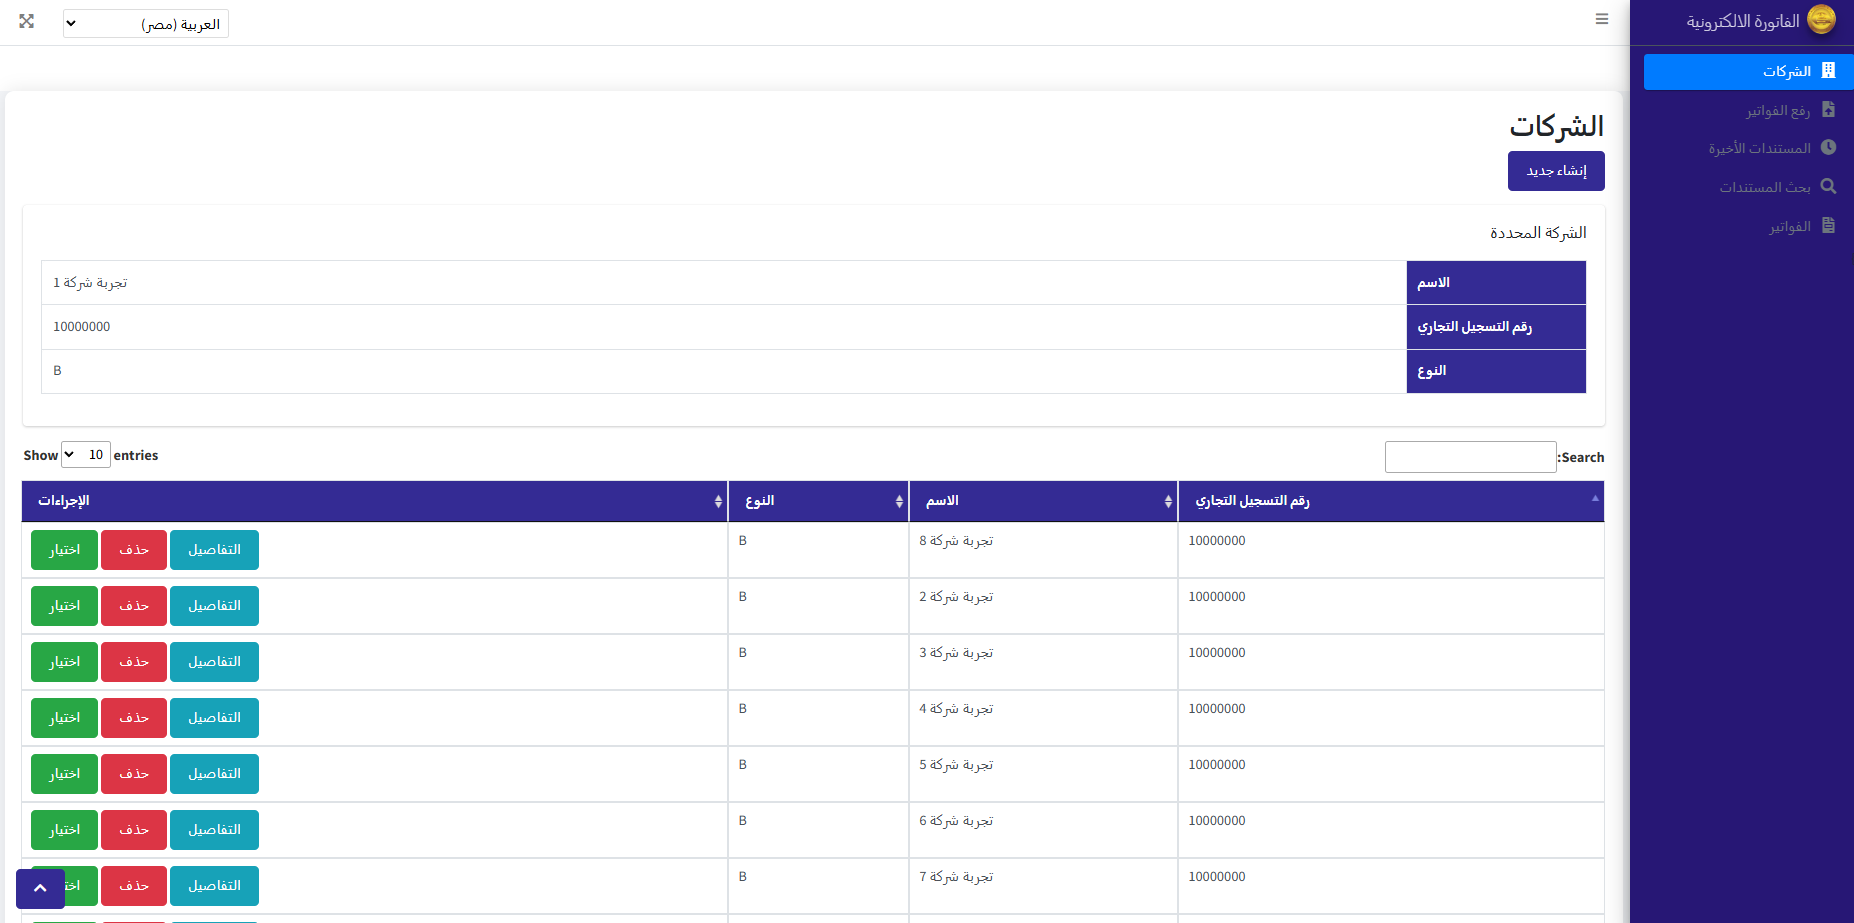 الفاتورة الالكترونية
العربية (مصر)
الشركات
رفع الفواتير
المستندات الأخيرة
بحث المستندات
الفواتير
الشركات
إنشاء جديد
الشركة المحددة
الاسم تجربة شركة 1
رقم التسجيل التجاري 10000000
النوع B
Search:
Show 10 entries
رقم التسجيل التجاري الاسم النوع الإجراءات
10000000 تجربة شركة 8 B التفاصيل حذف اختيار
10000000 تجربة شركة 2 B التفاصيل حذف اختيار
10000000 تجربة شركة 3 B التفاصيل حذف اختيار
10000000 تجربة شركة 4 B التفاصيل حذف اختيار
10000000 تجربة شركة 5 B التفاصيل حذف اختيار
10000000 تجربة شركة 6 B التفاصيل حذف اختيار
10000000 تجربة شركة 7 B التفاصيل حذف